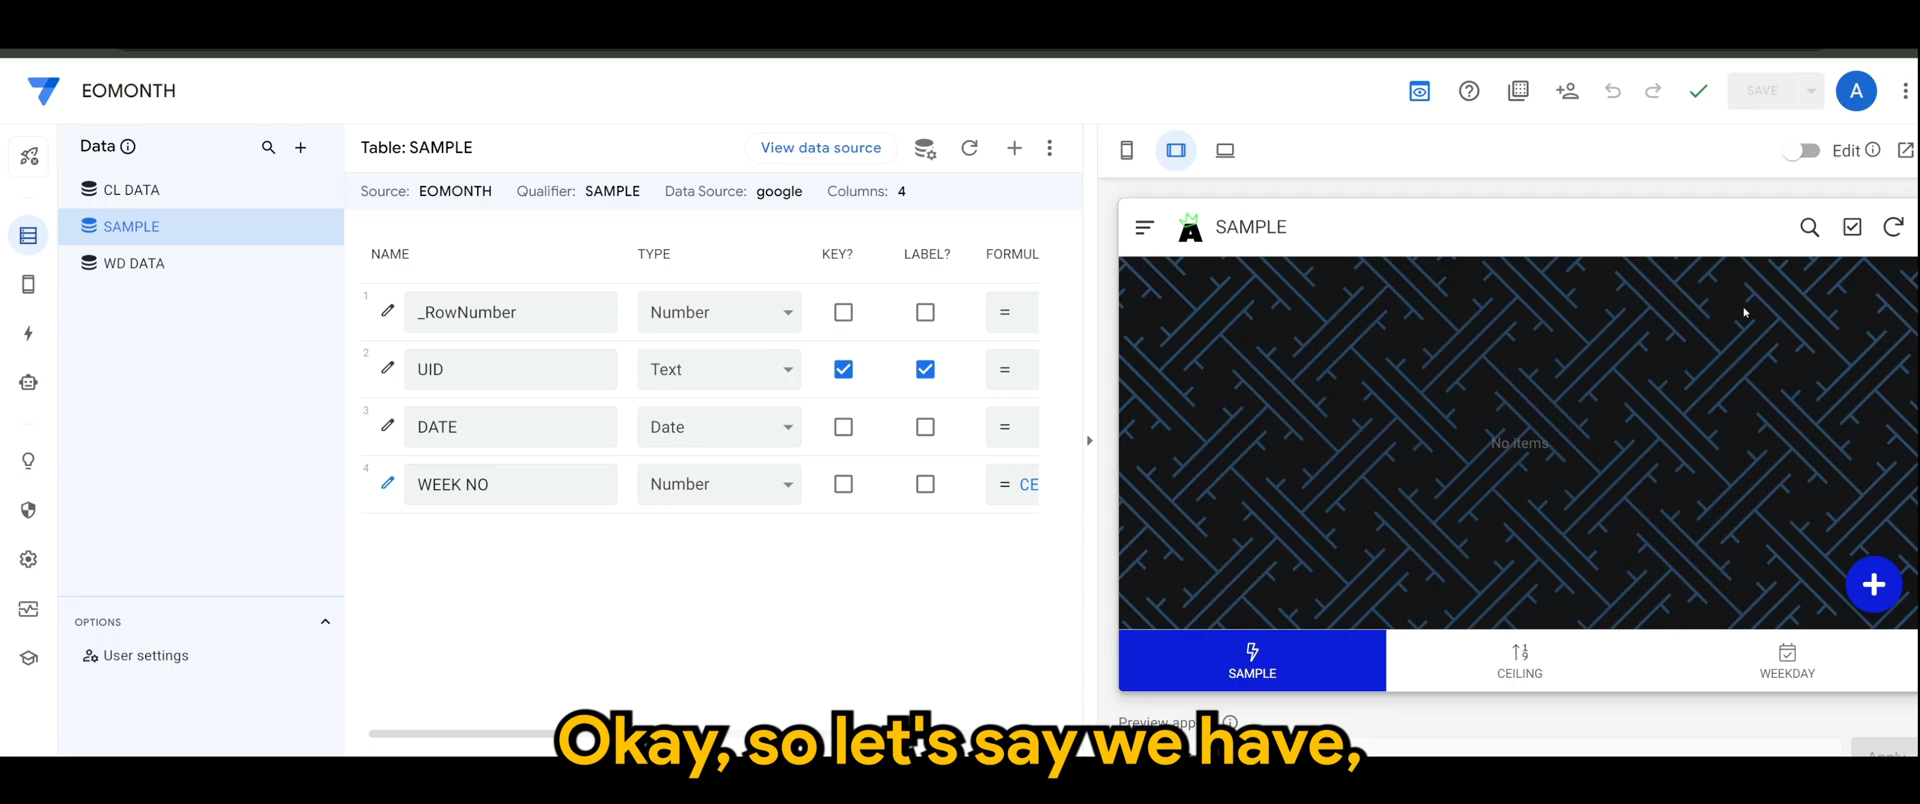 EOMONTH
SAVE
A
Data
CL DATA
SAMPLE
WD DATA
OPTIONS
User settings
Table: SAMPLE
View data source
Source: EOMONTH Qualifier: SAMPLE Data Source: google Columns: 4
NAME TYPE KEY? LABEL? FORMUL
1 _RowNumber Number =
2 UID Text =
3 DATE Date =
4 WEEK NO Number = CE
Edit
A SAMPLE
No items
SAMPLE
CEILING
WEEKDAY
Preview app
Apply
Okay, so let's say we have,